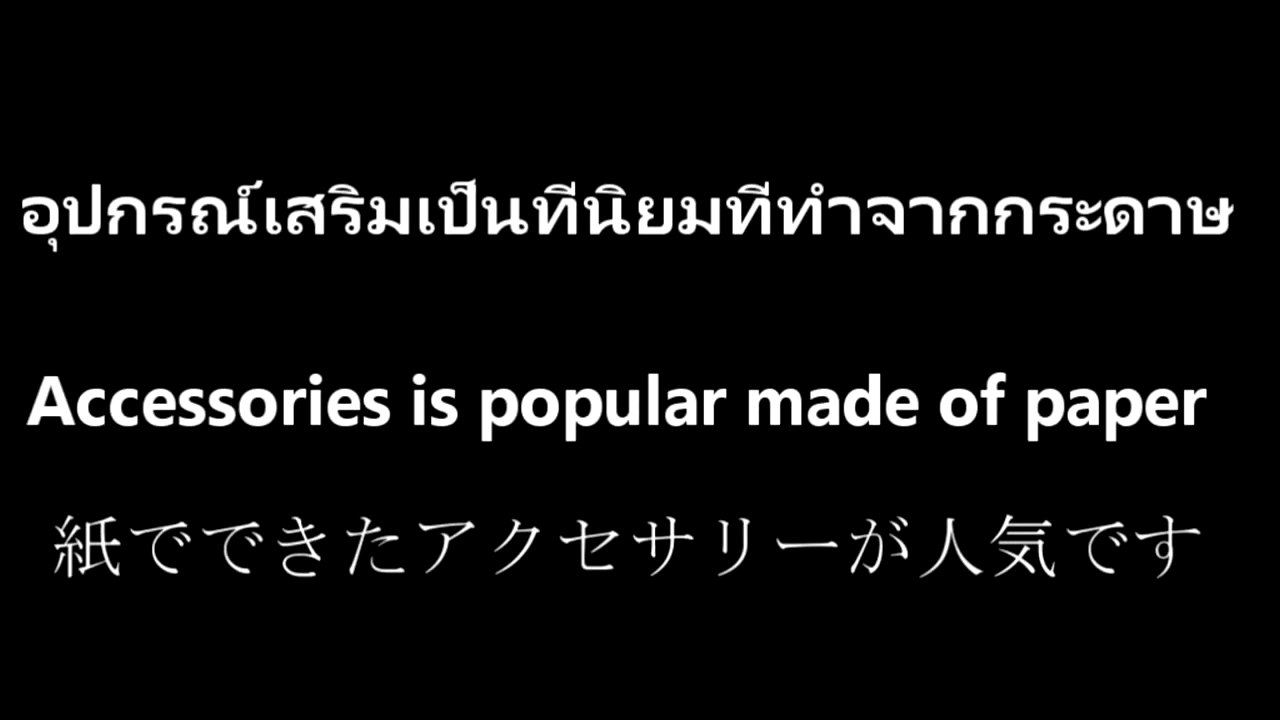 อุปกรณ์เสริมเป็นที่นิยมที่ทำจากกระดาษ
Accessories is popular made of paper
紙でできたアクセサリーが人気です